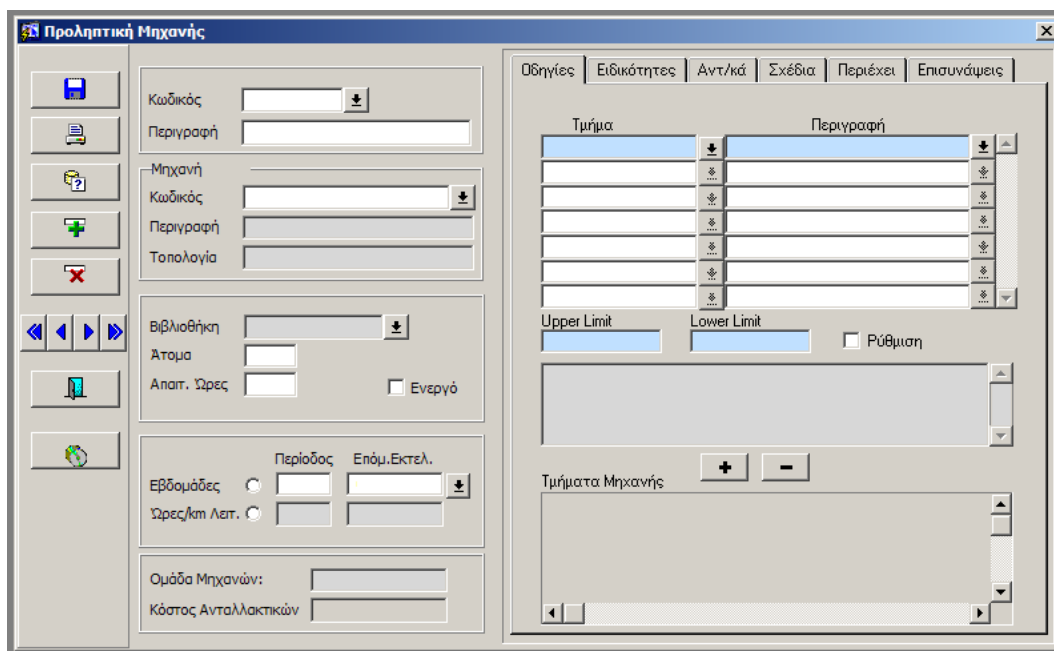 Προληπτική Μηχανής
Κωδικός
Περιγραφή
Μηχανή
Κωδικός
Περιγραφή
Τοπολογία
Βιβλιοθήκη
Άτομα
Απαιτ. Ώρες
Ενεργό
Περίοδος Επόμ.Εκτελ.
Εβδομάδες
Ώρες/km Λειτ.
Ομάδα Μηχανών:
Κόστος Ανταλλακτικών
Οδηγίες Ειδικότητες Αντ/κά Σχέδια Περιέχει Επισυνάψεις
Τμήμα Περιγραφή
Upper Limit Lower Limit
Ρύθμιση
Τμήματα Μηχανής